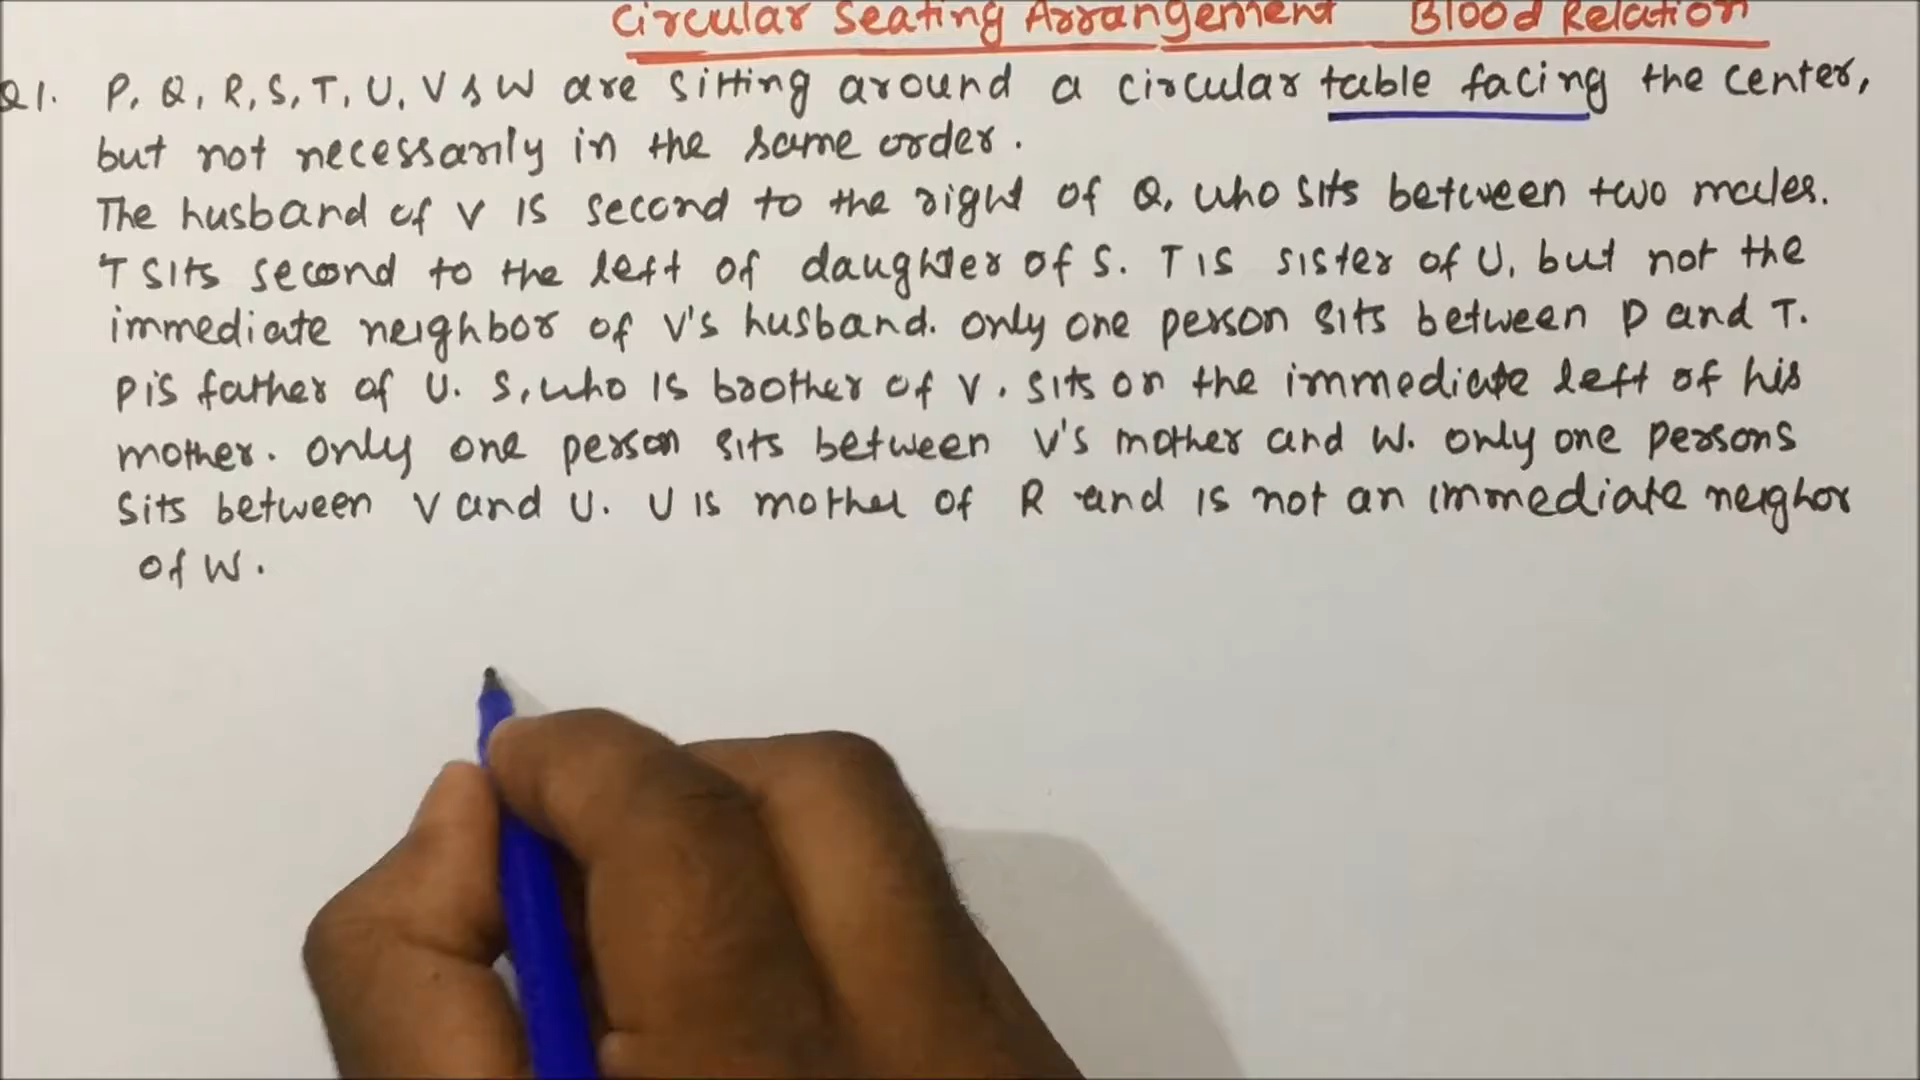 Circular Seating Arrangement Blood Relation
Q1. P, Q, R, S, T, U, V & W are sitting around a circular table facing the center,
but not necessarily in the same order.
The husband of V is second to the right of Q, who sits between two males.
T sits second to the left of daughter of S. T is sister of U, but not the
immediate neighbor of V's husband. Only one person sits between P and T.
P is father of U. S, who is brother of V, sits on the immediate left of his
mother. Only one person sits between V's mother and W. Only one persons
sits between V and U. U is mother of R and is not an immediate neighor
of W.